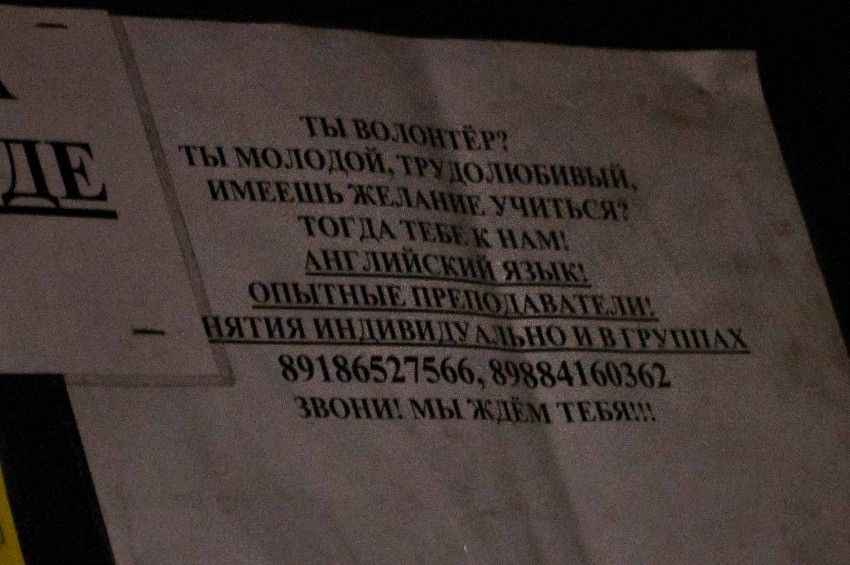 ДЕ
ТЫ ВОЛОНТЁР?
ТЫ МОЛОДОЙ, ТРУДОЛЮБИВЫЙ,
ИМЕЕШЬ ЖЕЛАНИЕ УЧИТЬСЯ?
ТОГДА ТЕБЕ К НАМ!
АНГЛИЙСКИЙ ЯЗЫК!
ОПЫТНЫЕ ПРЕПОДАВАТЕЛИ!
НЯТИЯ ИНДИВИДУАЛЬНО И В ГРУППАХ
89186527566, 89884160362
ЗВОНИ! МЫ ЖДЁМ ТЕБЯ!!!